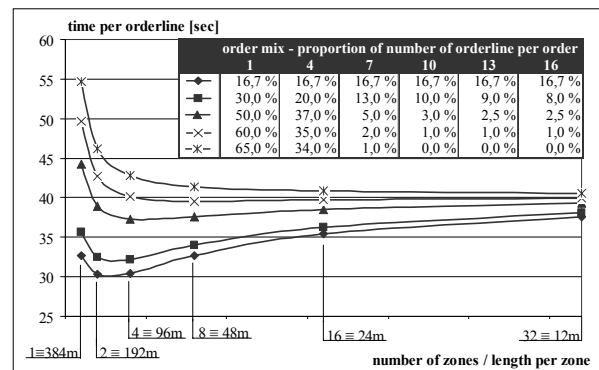 time per orderline [sec]
60
55
50
45
40
35
30
25
order mix - proportion of number of orderline per order
1 4 7 10 13 16
16,7 % 16,7 % 16,7 % 16,7 % 16,7 % 16,7 %
30,0 % 20,0 % 13,0 % 10,0 % 9,0 % 8,0 %
50,0 % 37,0 % 5,0 % 3,0 % 2,5 % 2,5 %
60,0 % 35,0 % 2,0 % 1,0 % 1,0 % 1,0 %
65,0 % 34,0 % 1,0 % 0,0 % 0,0 % 0,0 %
1≡384m
2 ≡ 192m
4 ≡ 96m
8 ≡ 48m
16 ≡ 24m
32 ≡ 12m
number of zones / length per zone